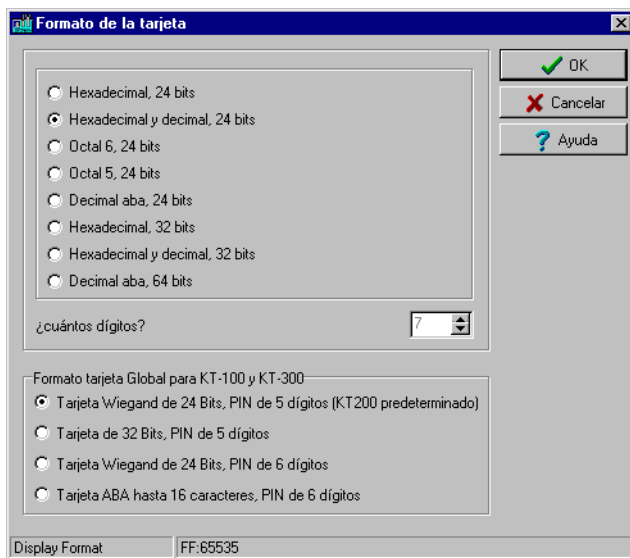 Formato de la tarjeta
OK
Hexadecimal, 24 bits
Cancelar
Hexadecimal y decimal, 24 bits
Ayuda
Octal 6, 24 bits
Octal 5, 24 bits
Decimal aba, 24 bits
Hexadecimal, 32 bits
Hexadecimal y decimal, 32 bits
Decimal aba, 64 bits
¿cuántos dígitos? 7
Formato tarjeta Global para KT-100 y KT-300
Tarjeta Wiegand de 24 Bits, PIN de 5 dígitos (KT200 predeterminado)
Tarjeta de 32 Bits, PIN de 5 dígitos
Tarjeta Wiegand de 24 Bits, PIN de 6 dígitos
Tarjeta ABA hasta 16 caracteres, PIN de 6 dígitos
Display Format FF:65535